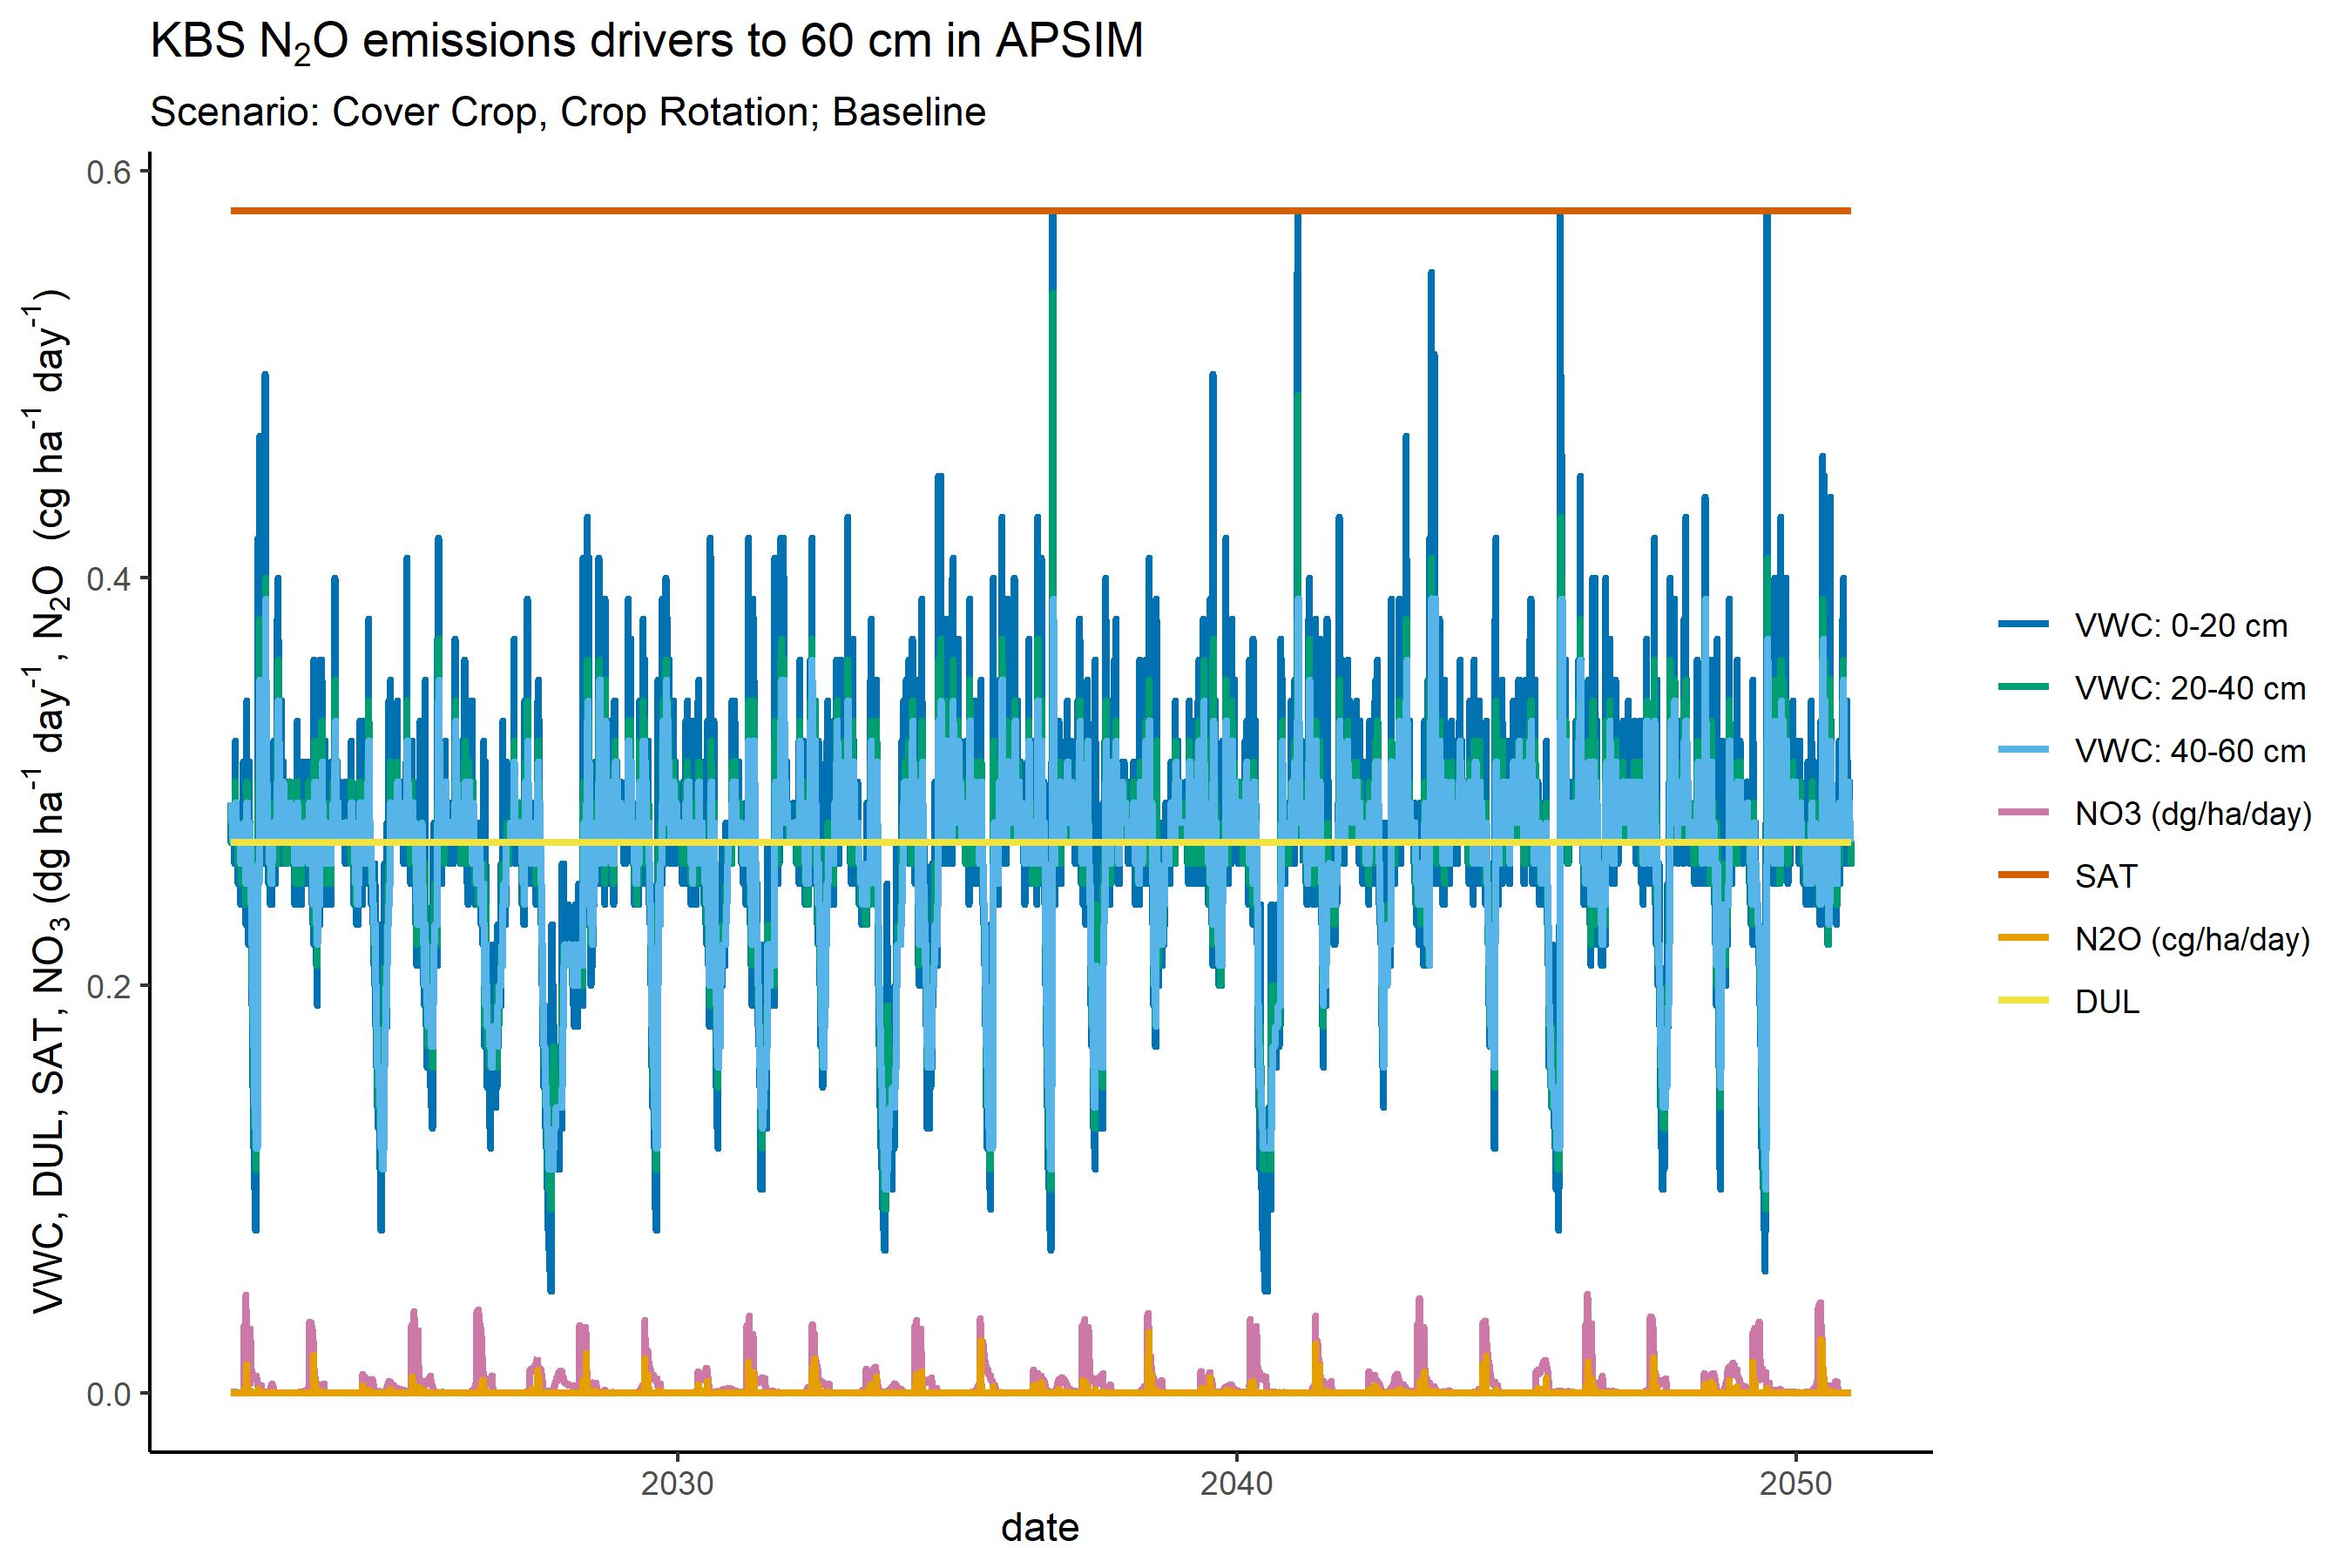 KBS N₂O emissions drivers to 60 cm in APSIM
Scenario: Cover Crop, Crop Rotation; Baseline
VWC, DUL, SAT, NO₃ (dg ha⁻¹ day⁻¹, N₂O (cg ha⁻¹ day⁻¹)
0.6
0.4
0.2
0.0
2030
2040
2050
date
VWC: 0-20 cm
VWC: 20-40 cm
VWC: 40-60 cm
NO3 (dg/ha/day)
SAT
N2O (cg/ha/day)
DUL